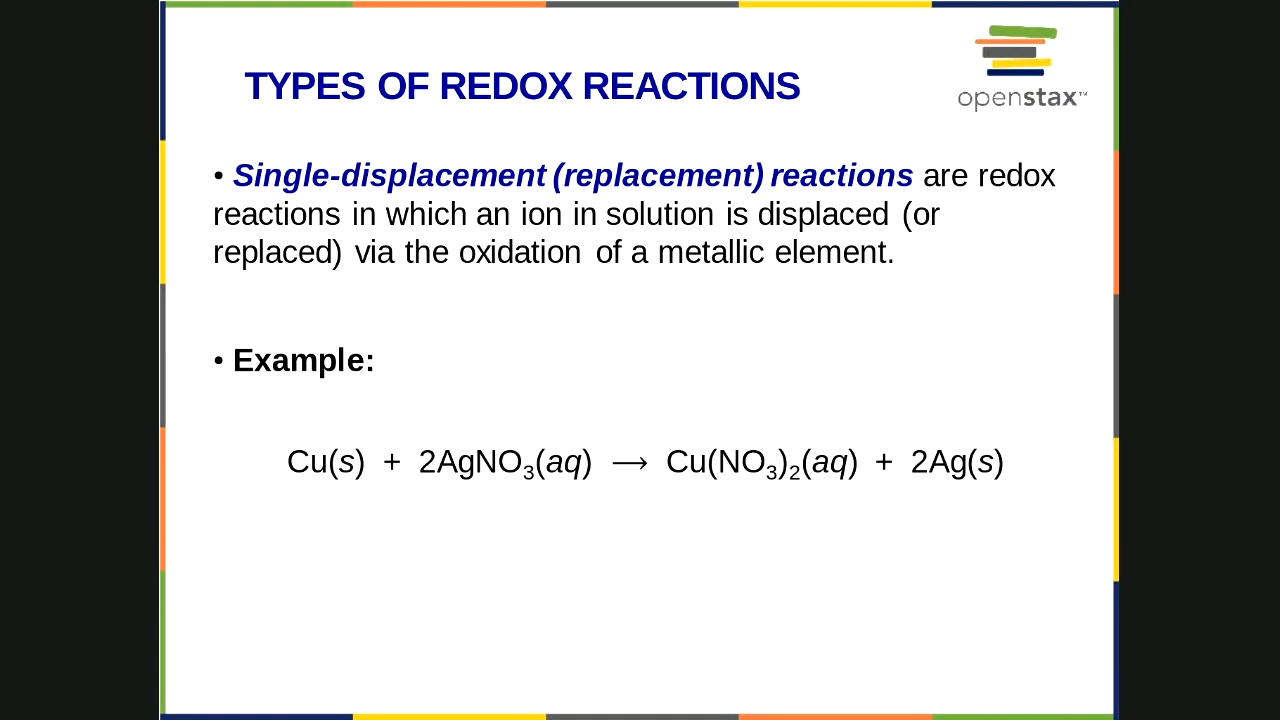 TYPES OF REDOX REACTIONS
openstax™
• Single-displacement (replacement) reactions are redox
reactions in which an ion in solution is displaced (or
replaced) via the oxidation of a metallic element.
• Example:
Cu(s) + 2AgNO₃(aq) ⟶ Cu(NO₃)₂(aq) + 2Ag(s)